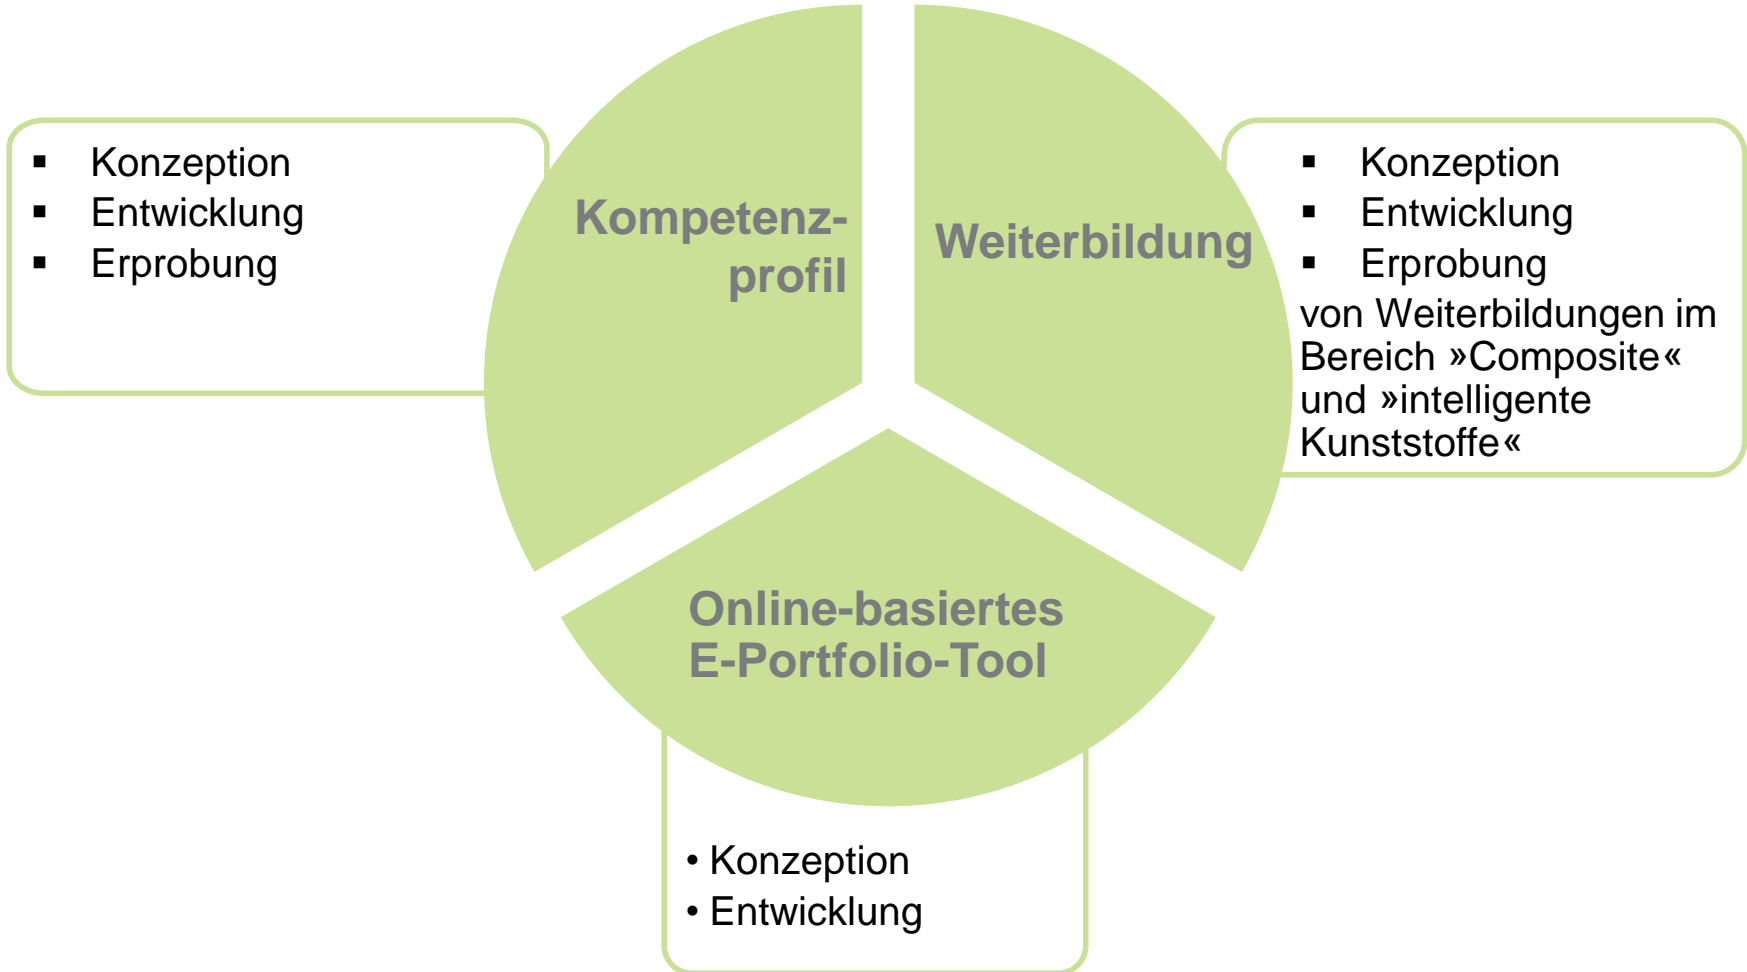 ▪ Konzeption
▪ Entwicklung
▪ Erprobung
Kompetenz-
profil
Weiterbildung
▪ Konzeption
▪ Entwicklung
▪ Erprobung
von Weiterbildungen im
Bereich »Composite«
und »intelligente
Kunststoffe«
Online-basiertes
E-Portfolio-Tool
• Konzeption
• Entwicklung